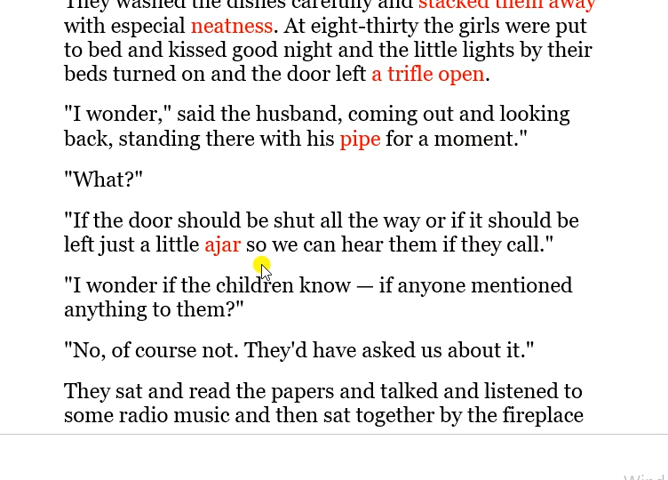 They washed the dishes carefully and stacked them away
with especial neatness. At eight-thirty the girls were put
to bed and kissed good night and the little lights by their
beds turned on and the door left a trifle open.
"I wonder," said the husband, coming out and looking
back, standing there with his pipe for a moment."
"What?"
"If the door should be shut all the way or if it should be
left just a little ajar so we can hear them if they call."
"I wonder if the children know — if anyone mentioned
anything to them?"
"No, of course not. They'd have asked us about it."
They sat and read the papers and talked and listened to
some radio music and then sat together by the fireplace